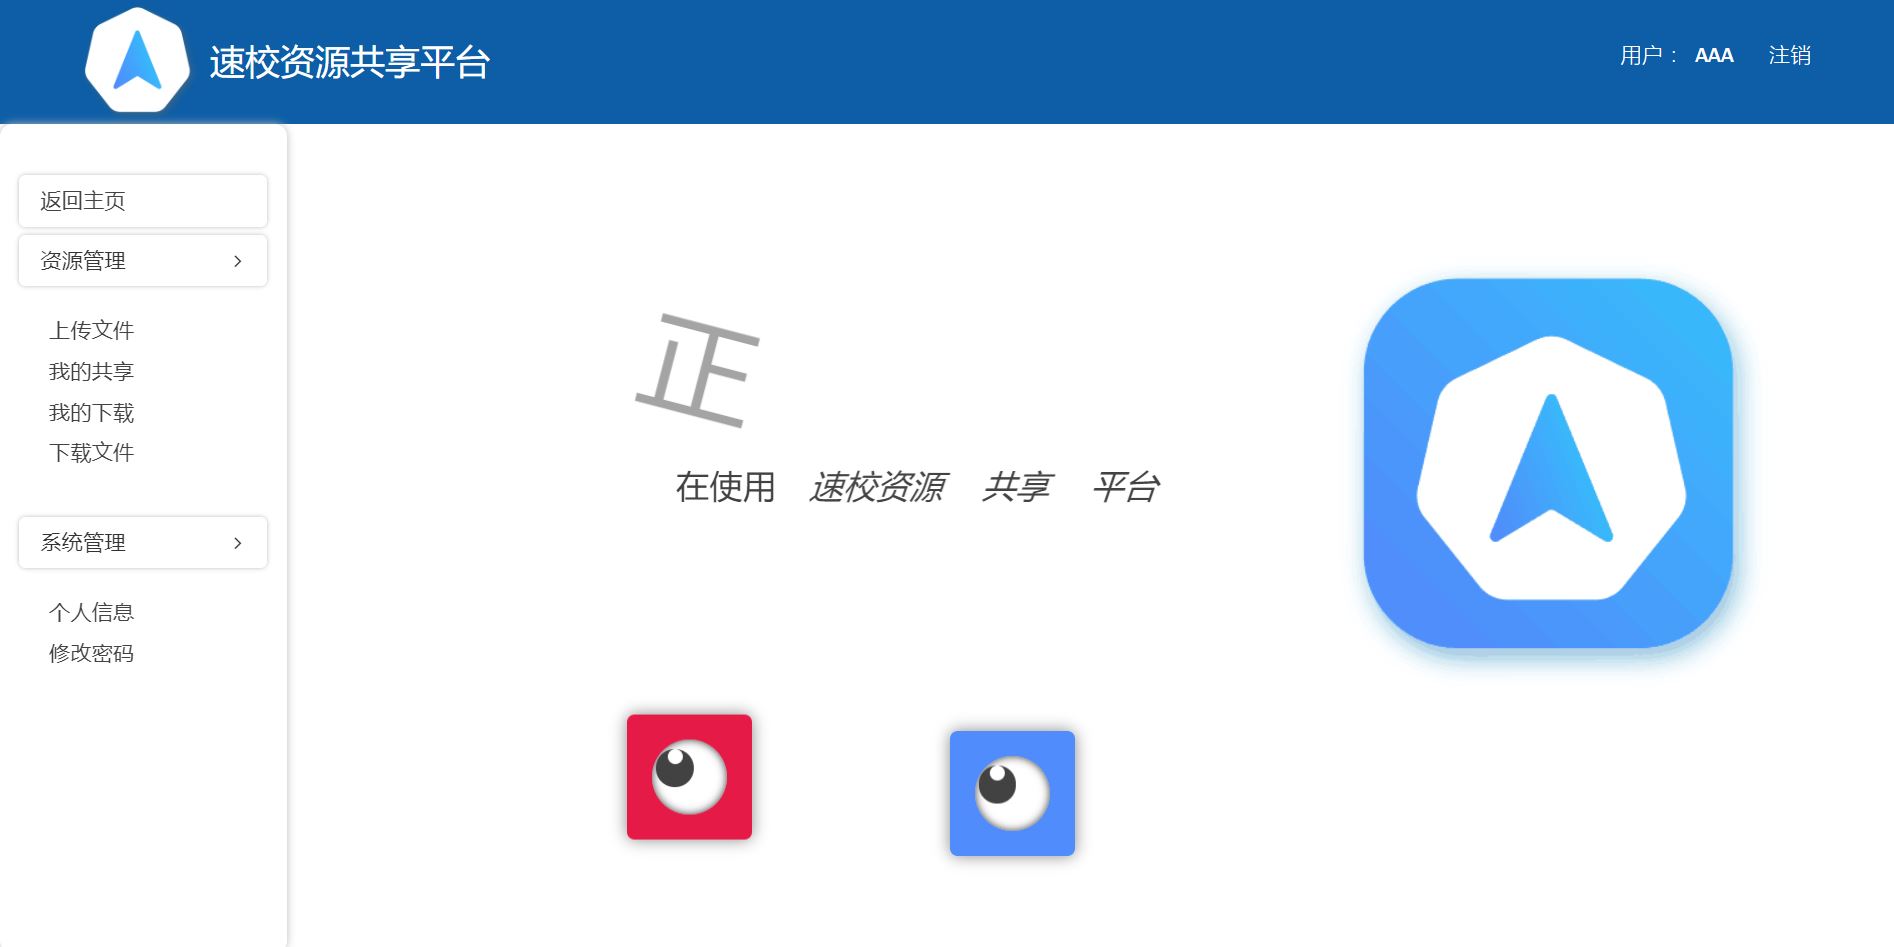 速校资源共享平台
用户： AAA 注销
返回主页
资源管理
上传文件
我的共享
我的下载
下载文件
系统管理
个人信息
修改密码
正
在使用 速校资源 共享 平台